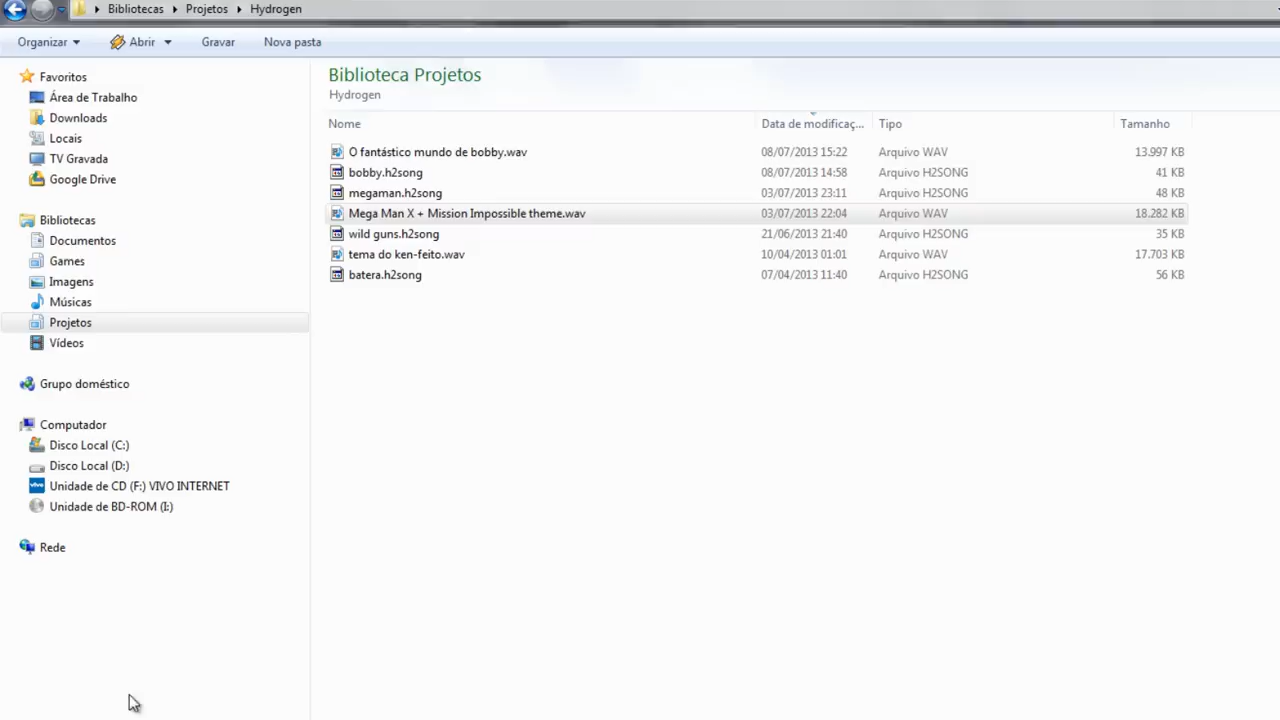 Bibliotecas Projetos Hydrogen
Organizar Abrir Gravar Nova pasta
Favoritos
Área de Trabalho
Downloads
Locais
TV Gravada
Google Drive
Bibliotecas
Documentos
Games
Imagens
Músicas
Projetos
Vídeos
Grupo doméstico
Computador
Disco Local (C:)
Disco Local (D:)
vivo Unidade de CD (F:) VIVO INTERNET
Unidade de BD-ROM (I:)
Rede
Biblioteca Projetos
Hydrogen
Nome Data de modificaç... Tipo Tamanho
O fantástico mundo de bobby.wav 08/07/2013 15:22 Arquivo WAV 13.997 KB
bobby.h2song 08/07/2013 14:58 Arquivo H2SONG 41 KB
megaman.h2song 03/07/2013 23:11 Arquivo H2SONG 48 KB
Mega Man X + Mission Impossible theme.wav 03/07/2013 22:04 Arquivo WAV 18.282 KB
wild guns.h2song 21/06/2013 21:40 Arquivo H2SONG 35 KB
tema do ken-feito.wav 10/04/2013 01:01 Arquivo WAV 17.703 KB
batera.h2song 07/04/2013 11:40 Arquivo H2SONG 56 KB